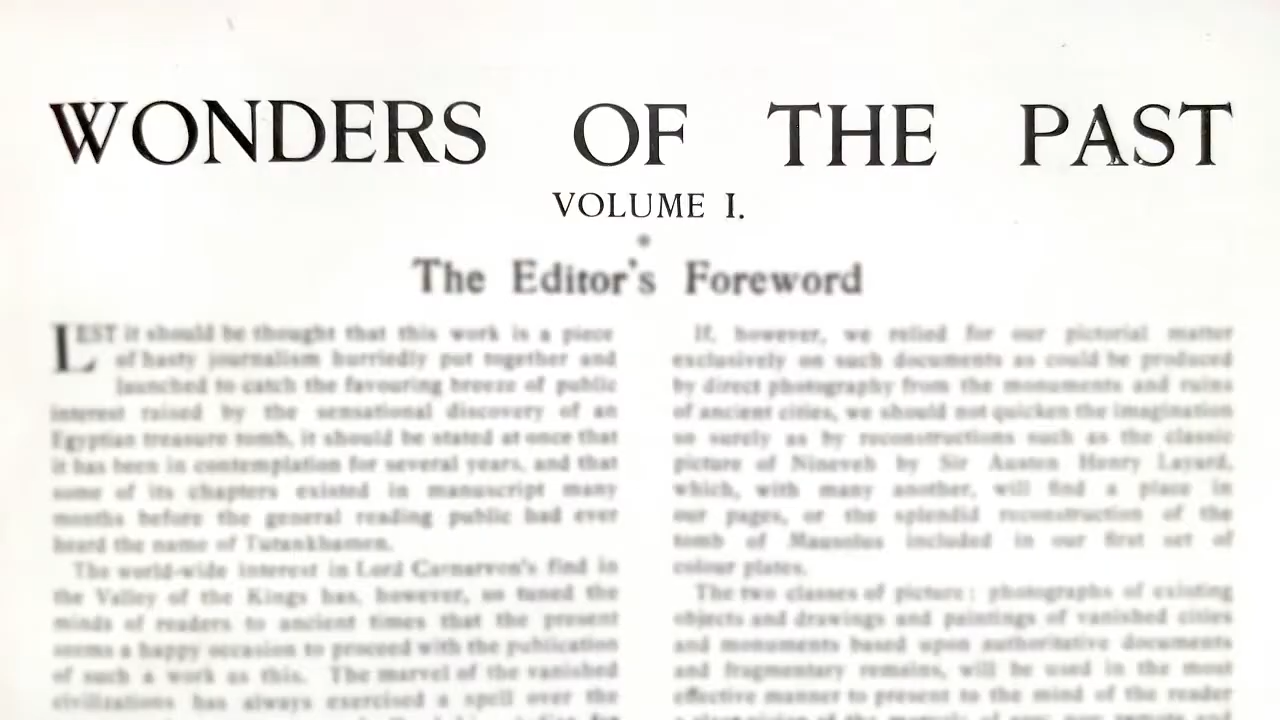 WONDERS OF THE PAST
VOLUME I.
The Editor's Foreword
LEST it should be thought that this work is a piece
of hasty journalism hurriedly put together and
launched to catch the favouring breeze of public
interest raised by the sensational discovery of an
Egyptian treasure tomb, it should be stated at once that
it has been in contemplation for several years, and that
some of its chapters existed in manuscript many
months before the general reading public had ever
heard the name of Tutankhamen.
The world-wide interest in Lord Carnarvon's find in
the Valley of the Kings has, however, so tuned the
minds of readers to ancient times that the present
seems a happy occasion to proceed with the publication
of such a work as this. The marvel of the vanished
civilizations has always exercised a spell over the
If, however, we relied for our pictorial matter
exclusively on such documents as could be produced
by direct photography from the monuments and ruins
of ancient cities, we should not quicken the imagination
so surely as by reconstructions such as the classic
picture of Nineveh by Sir Austen Henry Layard,
which, with many another, will find a place in
our pages, or the splendid reconstruction of the
tomb of Mausolus included in our first set of
colour plates.
The two classes of picture: photographs of existing
objects and drawings and paintings of vanished cities
and monuments based upon authoritative documents
and fragmentary remains, will be used in the most
effective manner to present to the mind of the reader